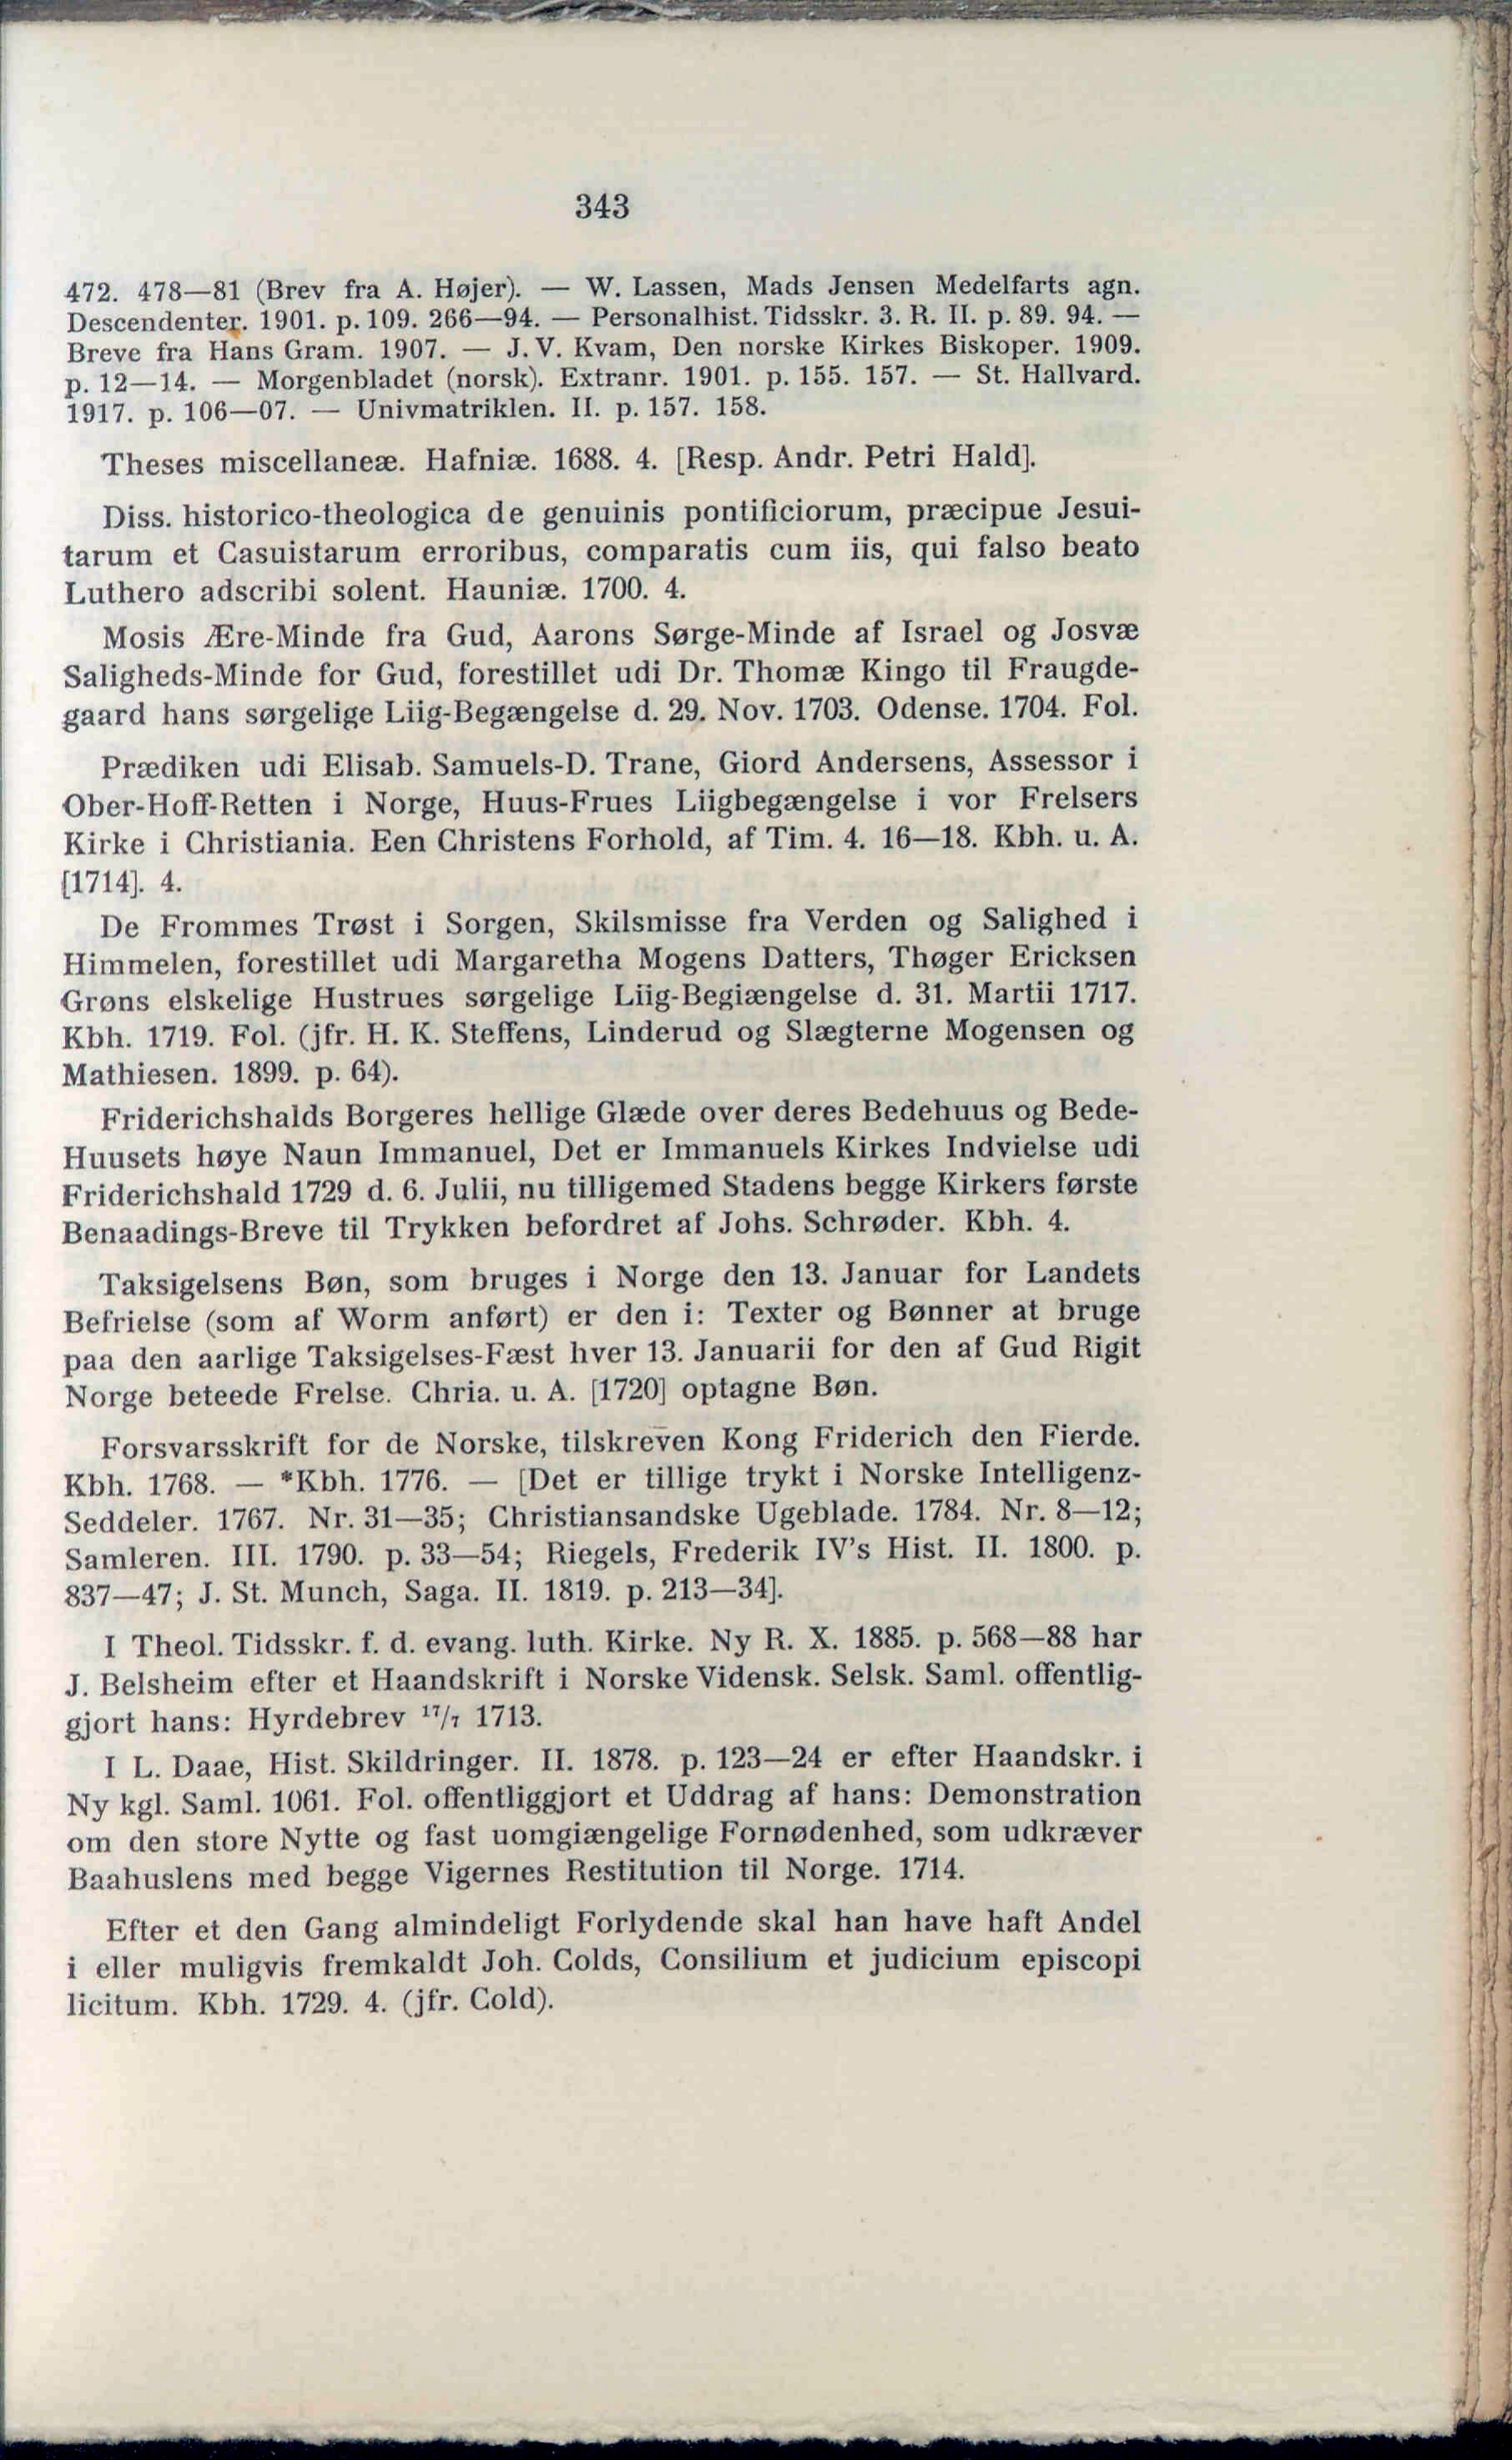 343
472. 478—81 (Brev fra A. Højer). — W. Lassen, Mads Jensen Medelfarts agn.
Descendenter. 1901. p. 109. 266—94. — Personalhist. Tidsskr. 3. R. II. p. 89. 94. —
Breve fra Hans Gram. 1907. — J. V. Kvam, Den norske Kirkes Biskoper. 1909.
p. 12—14. — Morgenbladet (norsk). Extranr. 1901. p. 155. 157. — St. Hallvard.
1917. p. 106—07. — Univmatriklen. II. p. 157. 158.
Theses miscellaneæ. Hafniæ. 1688. 4. [Resp. Andr. Petri Hald].
Diss. historico-theologica de genuinis pontificiorum, præcipue Jesui-
tarum et Casuistarum erroribus, comparatis cum iis, qui falso beato
Luthero adscribi solent. Hauniæ. 1700. 4.
Mosis Ære-Minde fra Gud, Aarons Sørge-Minde af Israel og Josvæ
Saligheds-Minde for Gud, forestillet udi Dr. Thomæ Kingo til Fraugde-
gaard hans sørgelige Liig-Begængelse d. 29. Nov. 1703. Odense. 1704. Fol.
Prædiken udi Elisab. Samuels-D. Trane, Giord Andersens, Assessor i
Ober-Hoff-Retten i Norge, Huus-Frues Liigbegængelse i vor Frelsers
Kirke i Christiania. Een Christens Forhold, af Tim. 4. 16—18. Kbh. u. A.
[1714]. 4.
De Frommes Trøst i Sorgen, Skilsmisse fra Verden og Salighed i
Himmelen, forestillet udi Margaretha Mogens Datters, Thøger Ericksen
Grøns elskelige Hustrues sørgelige Liig-Begiængelse d. 31. Martii 1717.
Kbh. 1719. Fol. (jfr. H. K. Steffens, Linderud og Slægterne Mogensen og
Mathiesen. 1899. p. 64).
Friderichshalds Borgeres hellige Glæde over deres Bedehuus og Bede-
Huusets høye Naun Immanuel, Det er Immanuels Kirkes Indvielse udi
Friderichshald 1729 d. 6. Julii, nu tilligemed Stadens begge Kirkers første
Benaadings-Breve til Trykken befordret af Johs. Schrøder. Kbh. 4.
Taksigelsens Bøn, som bruges i Norge den 13. Januar for Landets
Befrielse (som af Worm anført) er den i: Texter og Bønner at bruge
paa den aarlige Taksigelses-Fæst hver 13. Januarii for den af Gud Rigit
Norge beteede Frelse. Chria. u. A. [1720] optagne Bøn.
Forsvarsskrift for de Norske, tilskreven Kong Friderich den Fierde.
Kbh. 1768. — *Kbh. 1776. — [Det er tillige trykt i Norske Intelligenz-
Seddeler. 1767. Nr. 31—35; Christiansandske Ugeblade. 1784. Nr. 8—12;
Samleren. III. 1790. p. 33—54; Riegels, Frederik IV's Hist. II. 1800. p.
837—47; J. St. Munch, Saga. II. 1819. p. 213—34].
I Theol. Tidsskr. f. d. evang. luth. Kirke. Ny R. X. 1885. p. 568—88 har
J. Belsheim efter et Haandskrift i Norske Vidensk. Selsk. Saml. offentlig-
gjort hans: Hyrdebrev 17/7 1713.
I L. Daae, Hist. Skildringer. II. 1878. p. 123—24 er efter Haandskr. i
Ny kgl. Saml. 1061. Fol. offentliggjort et Uddrag af hans: Demonstration
om den store Nytte og fast uomgiængelige Fornødenhed, som udkræver
Baahuslens med begge Vigernes Restitution til Norge. 1714.
Efter et den Gang almindeligt Forlydende skal han have haft Andel
i eller muligvis fremkaldt Joh. Colds, Consilium et judicium episcopi
licitum. Kbh. 1729. 4. (jfr. Cold).